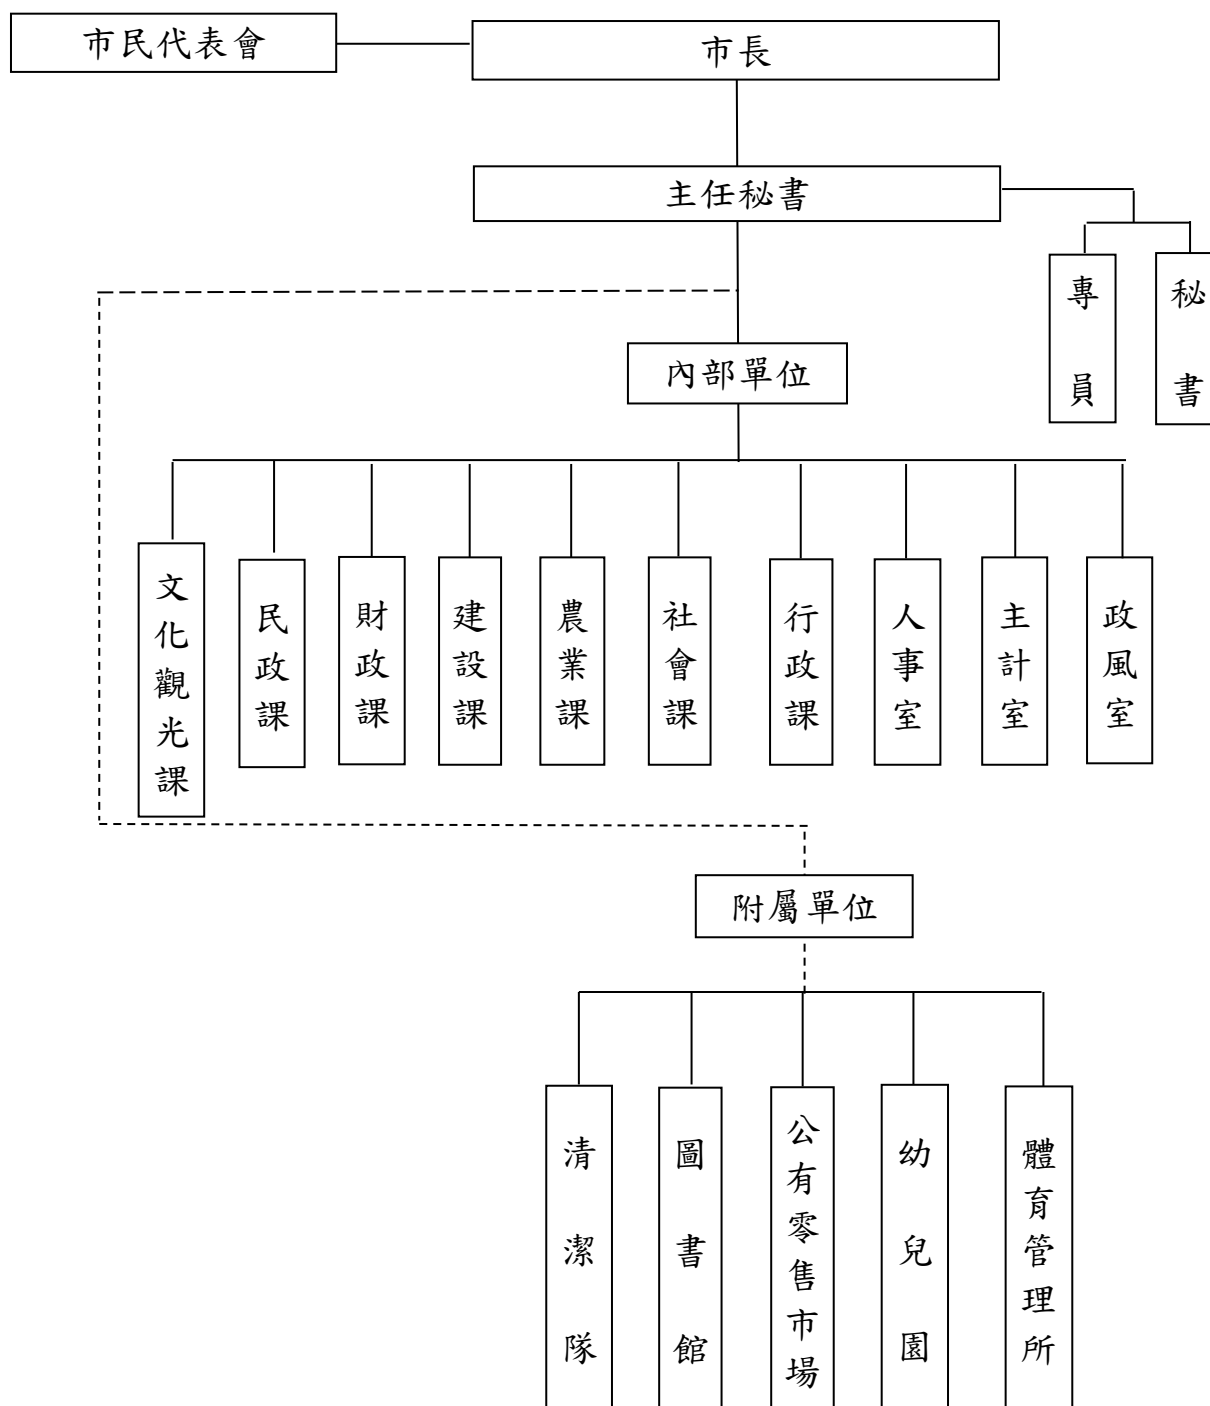 市民代表會
市長
主任秘書
專員
秘書
內部單位
文化觀光課
民政課
財政課
建設課
農業課
社會課
行政課
人事室
主計室
政風室
附屬單位
清潔隊
圖書館
公有零售市場
幼兒園
體育管理所